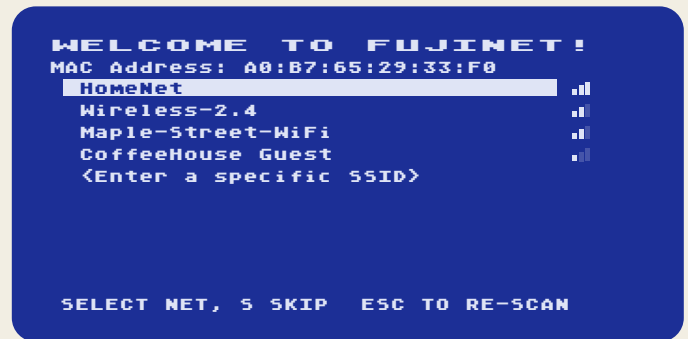 WELCOME TO FUJINET!
MAC Address: A0:B7:65:29:33:F0
HomeNet
Wireless-2.4
Maple-Street-WiFi
CoffeeHouse Guest
<Enter a specific SSID>
SELECT NET, S SKIP ESC TO RE-SCAN